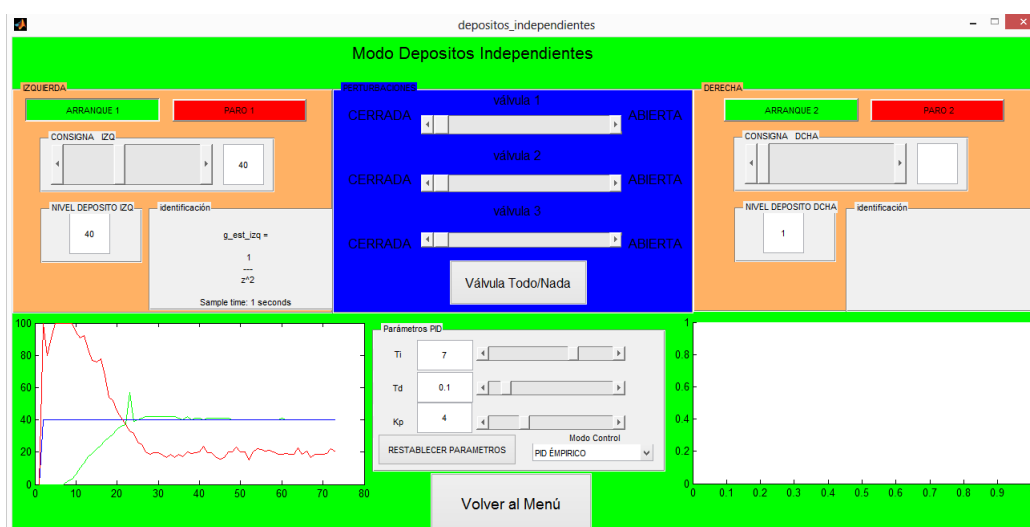 depositos_independientes
Modo Depositos Independientes
IZQUIERDA
ARRANQUE 1
PARO 1
CONSIGNA IZQ
40
NIVEL DEPOSITO IZQ
40
identificación
g_est_izq =
1
---
z^2
Sample time: 1 seconds
PERTURBACIONES
válvula 1
CERRADA
ABIERTA
válvula 2
CERRADA
ABIERTA
válvula 3
CERRADA
ABIERTA
Válvula Todo/Nada
DERECHA
ARRANQUE 2
PARO 2
CONSIGNA DCHA
NIVEL DEPOSITO DCHA
1
identificación
100
80
60
40
20
0
0 10 20 30 40 50 60 70 80
Parámetros PID
Ti
7
Td
0.1
Kp
4
RESTABLECER PARAMETROS
Modo Control
PID ÉMPIRICO
Volver al Menú
1
0.8
0.6
0.4
0.2
0
0 0.1 0.2 0.3 0.4 0.5 0.6 0.7 0.8 0.9